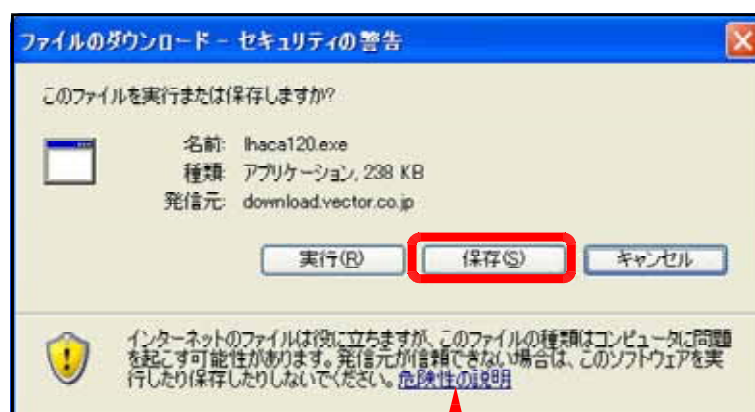 ファイルのダウンロード - セキュリティの警告
このファイルを実行または保存しますか?
名前: lhaca120.exe
種類: アプリケーション, 238 KB
発信元: download.vector.co.jp
実行(R) 保存(S) キャンセル
インターネットのファイルは役に立ちますが、このファイルの種類はコンピュータに問題
を起こす可能性があります。発信元が信頼できない場合は、このソフトウェアを実
行したり保存したりしないでください。危険性の説明